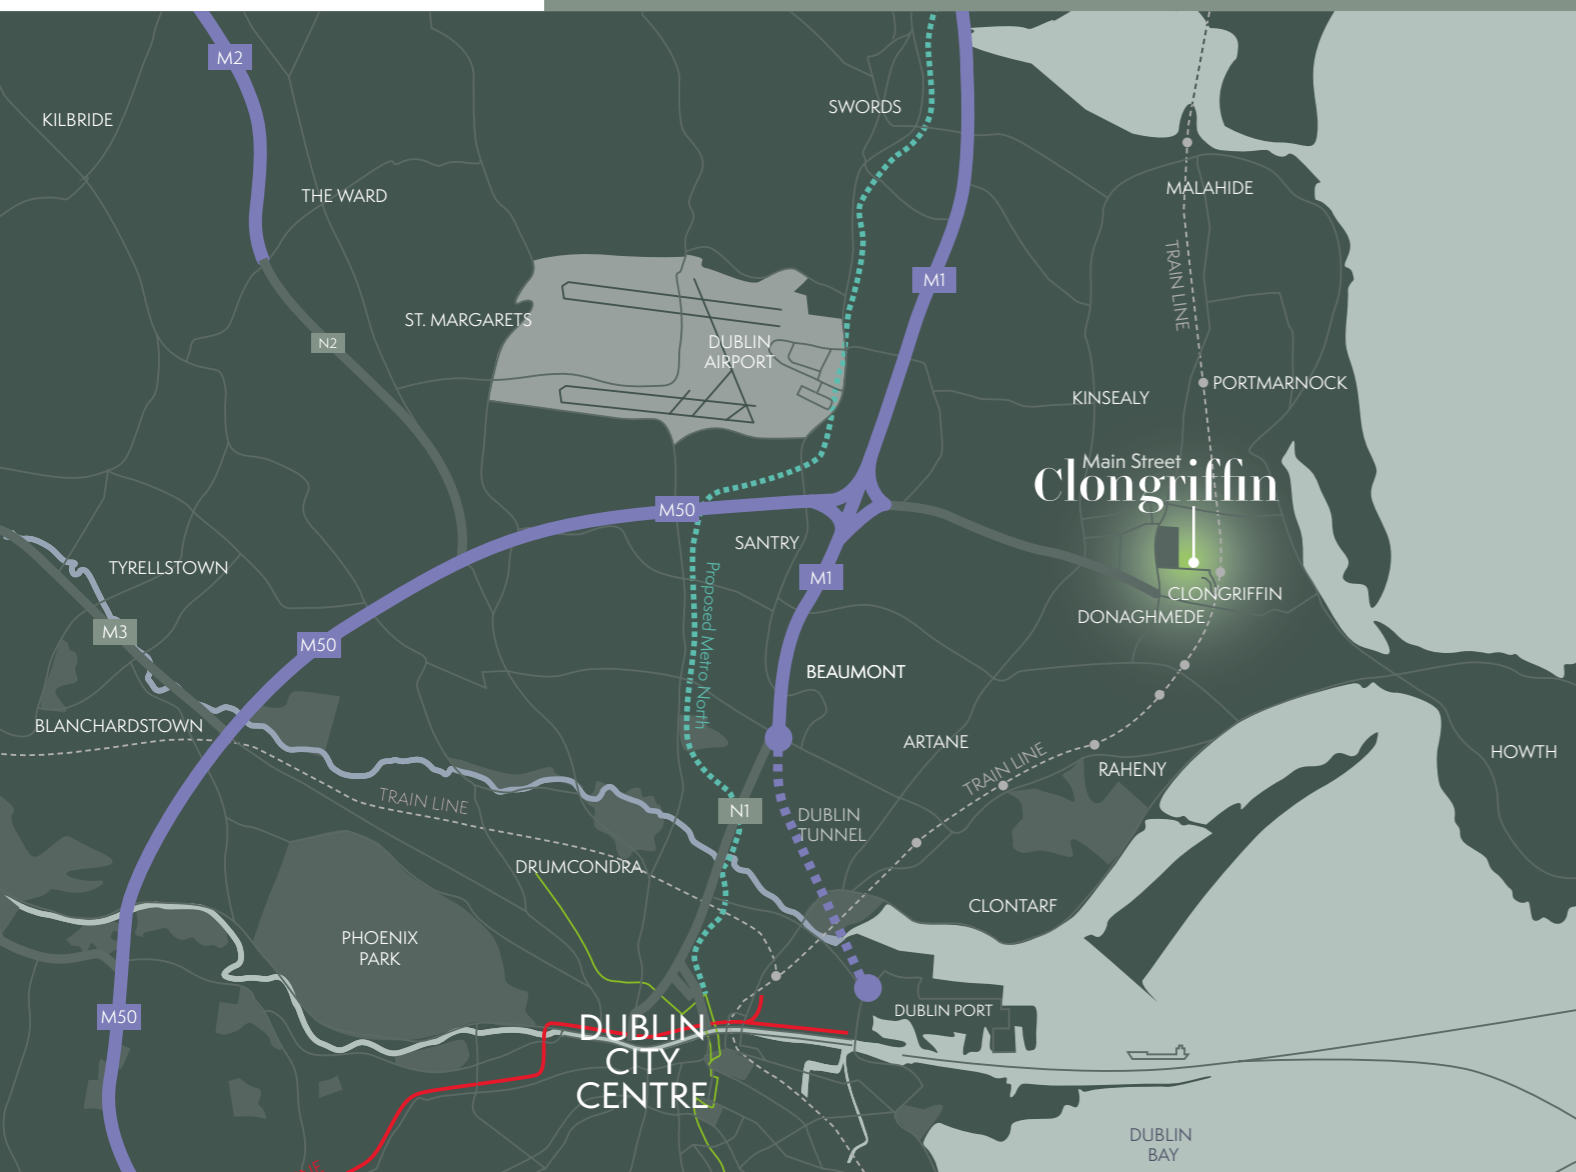 M2
SWORDS
KILBRIDE
THE WARD
MALAHIDE
TRAIN LINE
M1
ST. MARGARETS
N2
DUBLIN
AIRPORT
PORTMARNOCK
KINSEALY
Main Street
Clongriffin
M50
SANTRY
TYRELLSTOWN
M1
Proposed Metro North
CLONGRIFFIN
DONAGHMEDE
M3
M50
BEAUMONT
BLANCHARDSTOWN
ARTANE
HOWTH
TRAIN LINE
RAHENY
TRAIN LINE
N1
DUBLIN
TUNNEL
DRUMCONDRA
CLONTARF
PHOENIX
PARK
M50
DUBLIN PORT
DUBLIN
CITY
CENTRE
DUBLIN
BAY